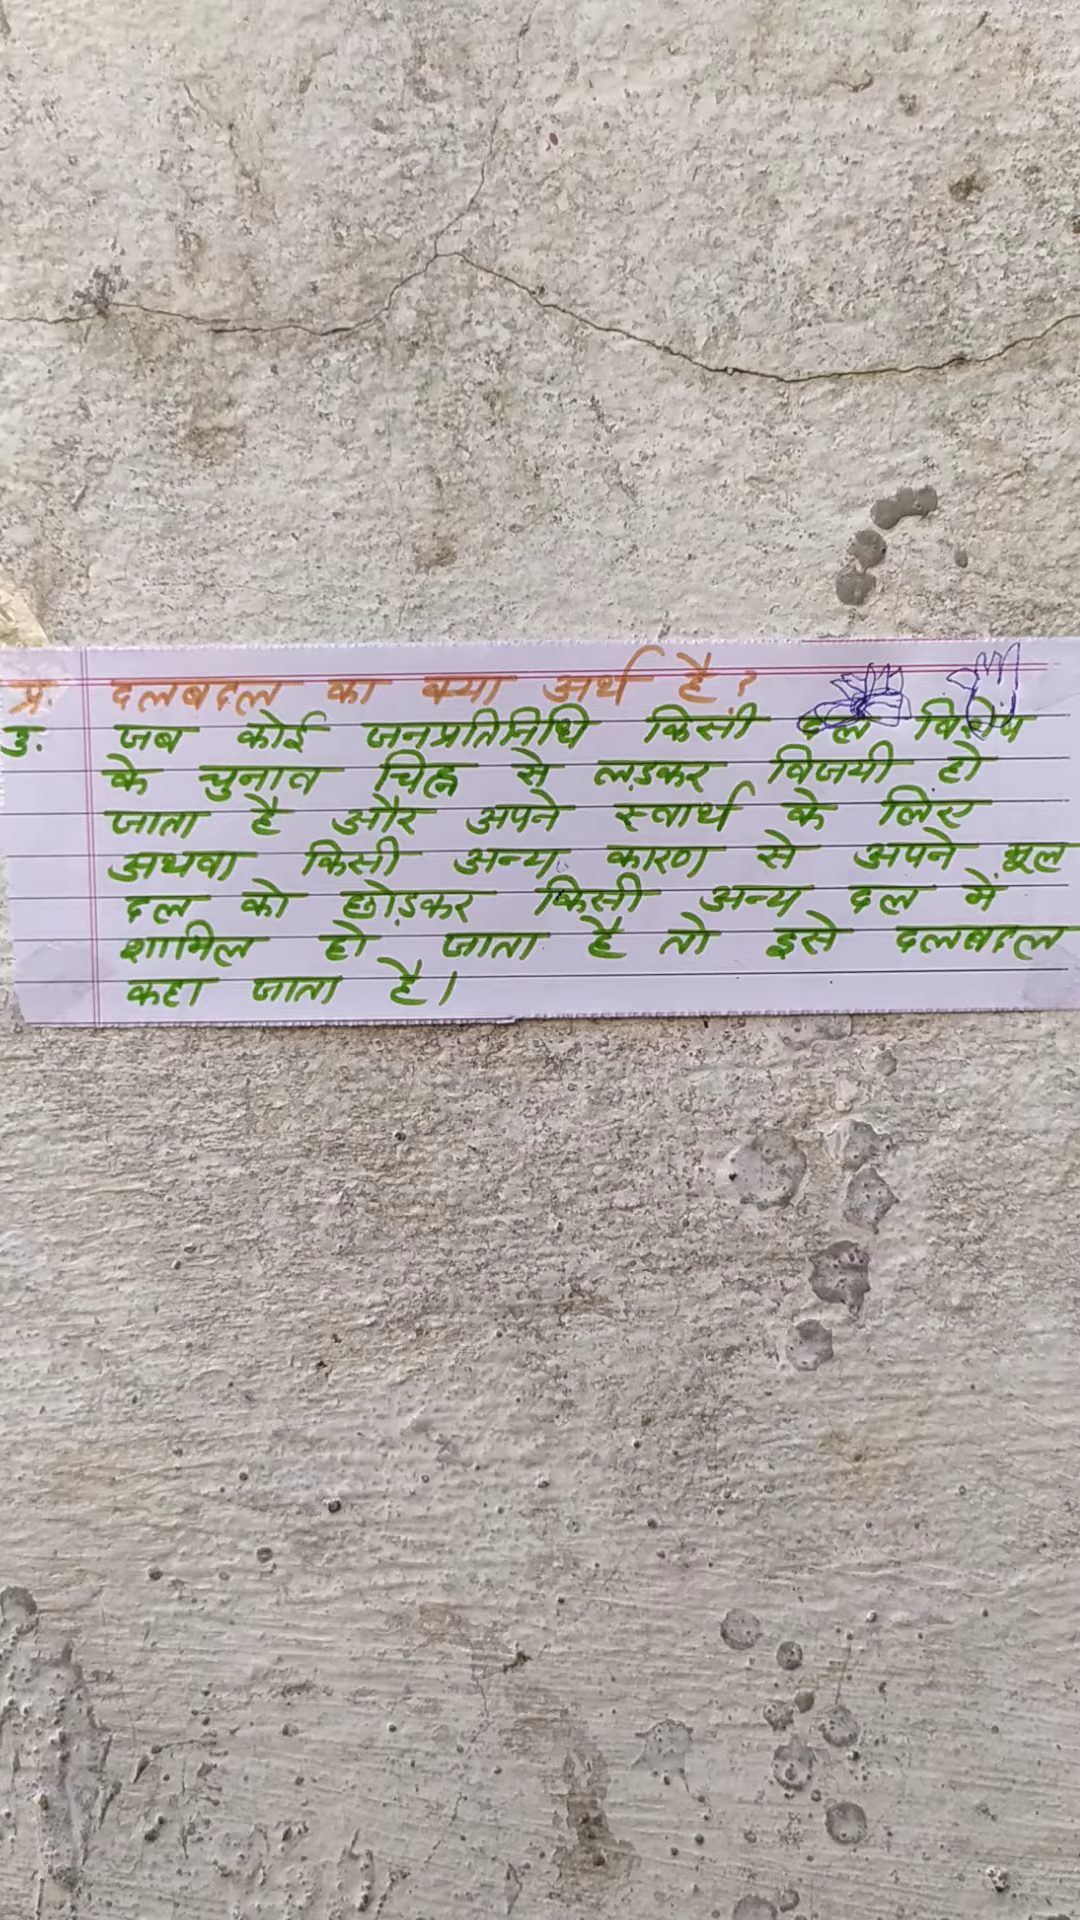 प्र. दलबदल का क्या अर्थ है?
उ. जब कोई जनप्रतिनिधि किसी दल विशेष
के चुनाव चिह्न से लड़कर विजयी हो
जाता है और अपने स्वार्थ के लिए
अथवा किसी अन्य कारण से अपने मूल
दल को छोड़कर किसी अन्य दल में
शामिल हो जाता है तो इसे दलबदल
कहा जाता है।